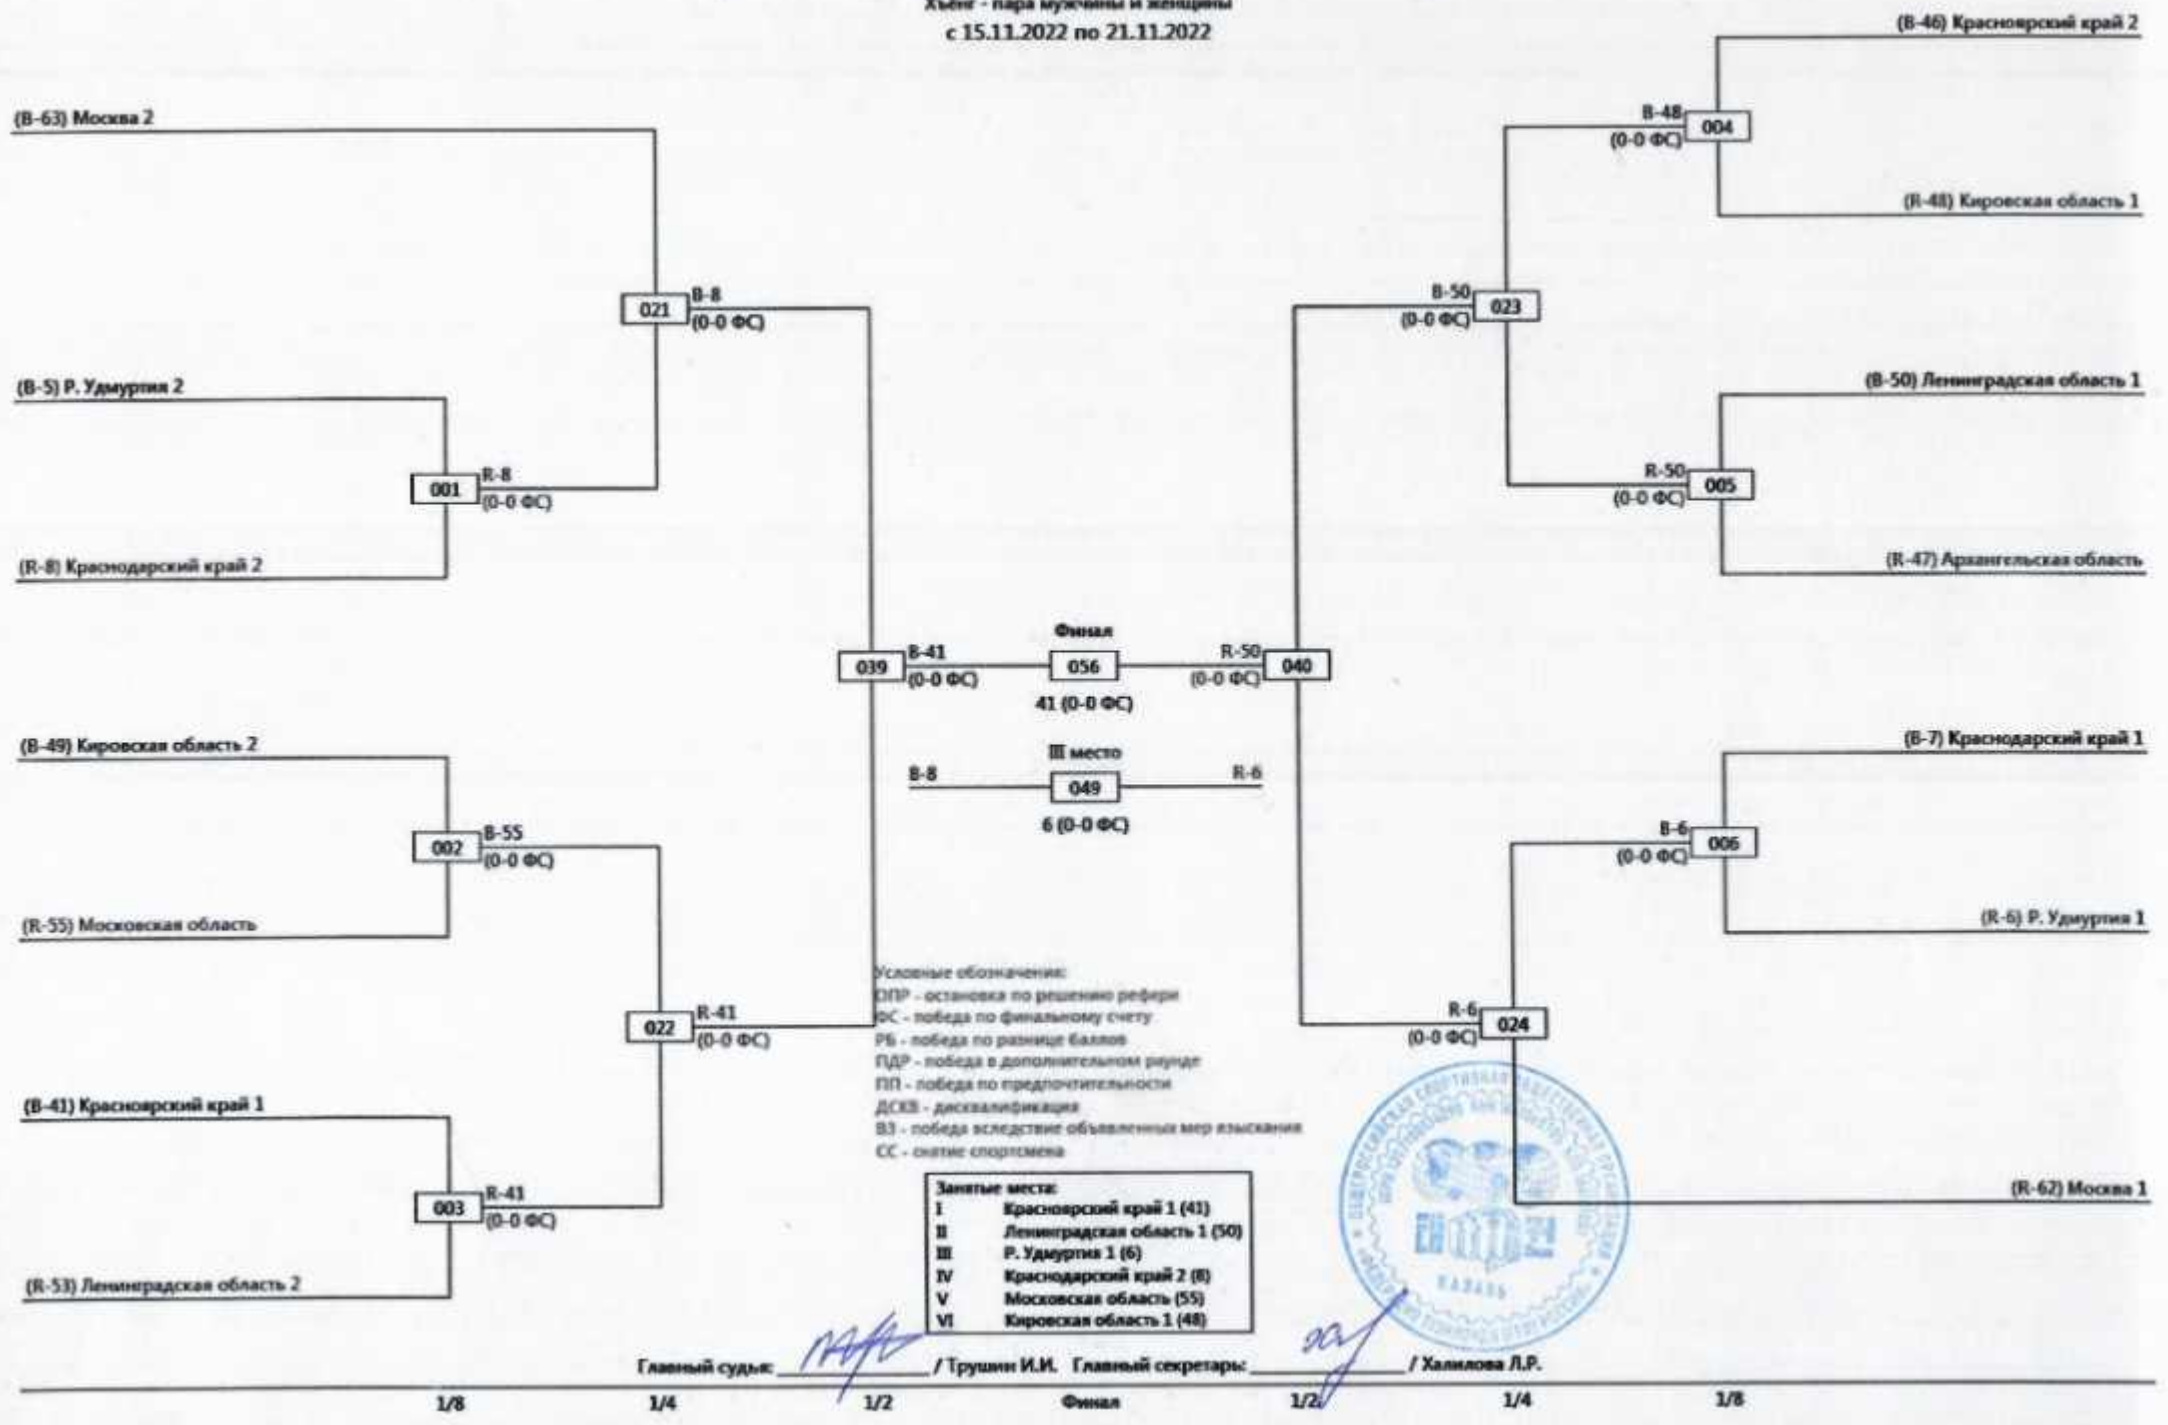 Хъёнг - пара мужчины и женщины
с 15.11.2022 по 21.11.2022
(B-63) Москва 2
B-8
021
(0-0 ФС)
(B-5) Р. Удмуртия 2
R-8
001
(0-0 ФС)
(R-8) Краснодарский край 2
(B-49) Кировская область 2
B-55
002
(0-0 ФС)
(R-55) Московская область
R-41
022
(0-0 ФС)
(B-41) Красноярский край 1
R-41
003
(0-0 ФС)
(R-53) Ленинградская область 2
B-41
039
(0-0 ФС)
Финал
056
41 (0-0 ФС)
III место
B-8
049
R-6
6 (0-0 ФС)
R-50
040
(0-0 ФС)
(B-46) Красноярский край 2
B-48
004
(0-0 ФС)
(R-48) Кировская область 1
B-50
023
(0-0 ФС)
(B-50) Ленинградская область 1
R-50
005
(0-0 ФС)
(R-47) Архангельская область
(B-7) Краснодарский край 1
B-6
006
(0-0 ФС)
(R-6) Р. Удмуртия 1
R-6
024
(0-0 ФС)
(R-62) Москва 1
Условные обозначения:
ОПР - остановка по решению рефери
ФС - победа по финальному счету
РБ - победа по разнице баллов
ПДР - победа в дополнительном раунде
ПП - победа по предпочтительности
ДСКВ - дисквалификация
ВЗ - победа вследствие объявленных мер взыскания
СС - снятие спортсмена
Занятые места:
I Красноярский край 1 (41)
II Ленинградская область 1 (50)
III Р. Удмуртия 1 (6)
IV Краснодарский край 2 (8)
V Московская область (55)
VI Кировская область 1 (48)
КАЗАНЬ
Главный судья: / Трушин И.И. Главный секретарь: / Халилова Л.Р.
1/8 1/4 1/2 Финал 1/2 1/4 1/8